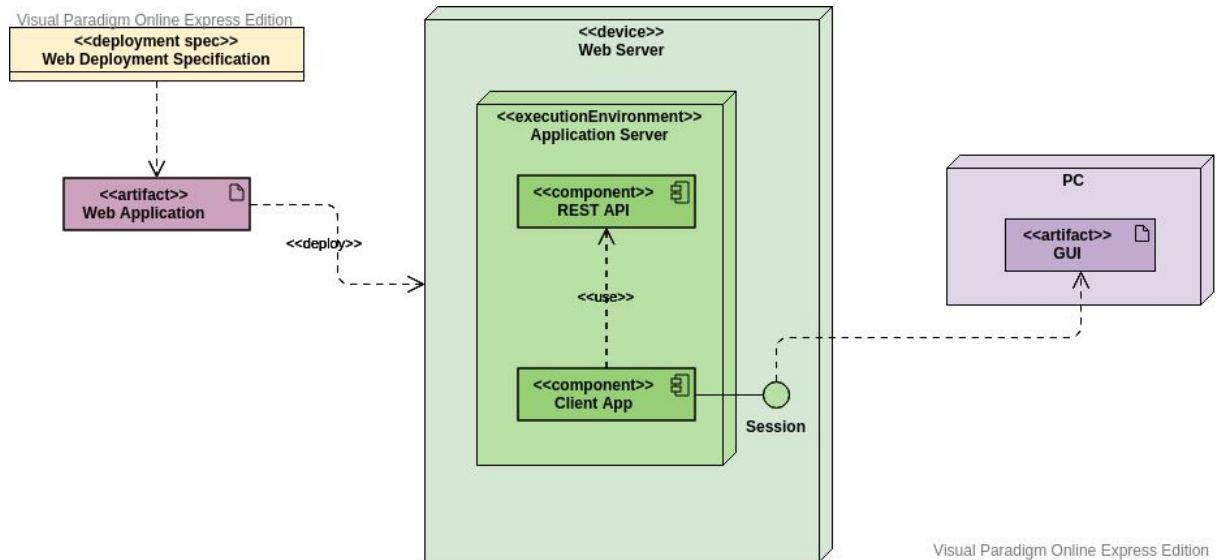 Visual Paradigm Online Express Edition
<<deployment spec>>
Web Deployment Specification
<<artifact>>
Web Application
<<deploy>>
<<device>>
Web Server
<<executionEnvironment>>
Application Server
<<component>>
REST API
<<use>>
<<component>>
Client App
Session
PC
<<artifact>>
GUI
Visual Paradigm Online Express Edition